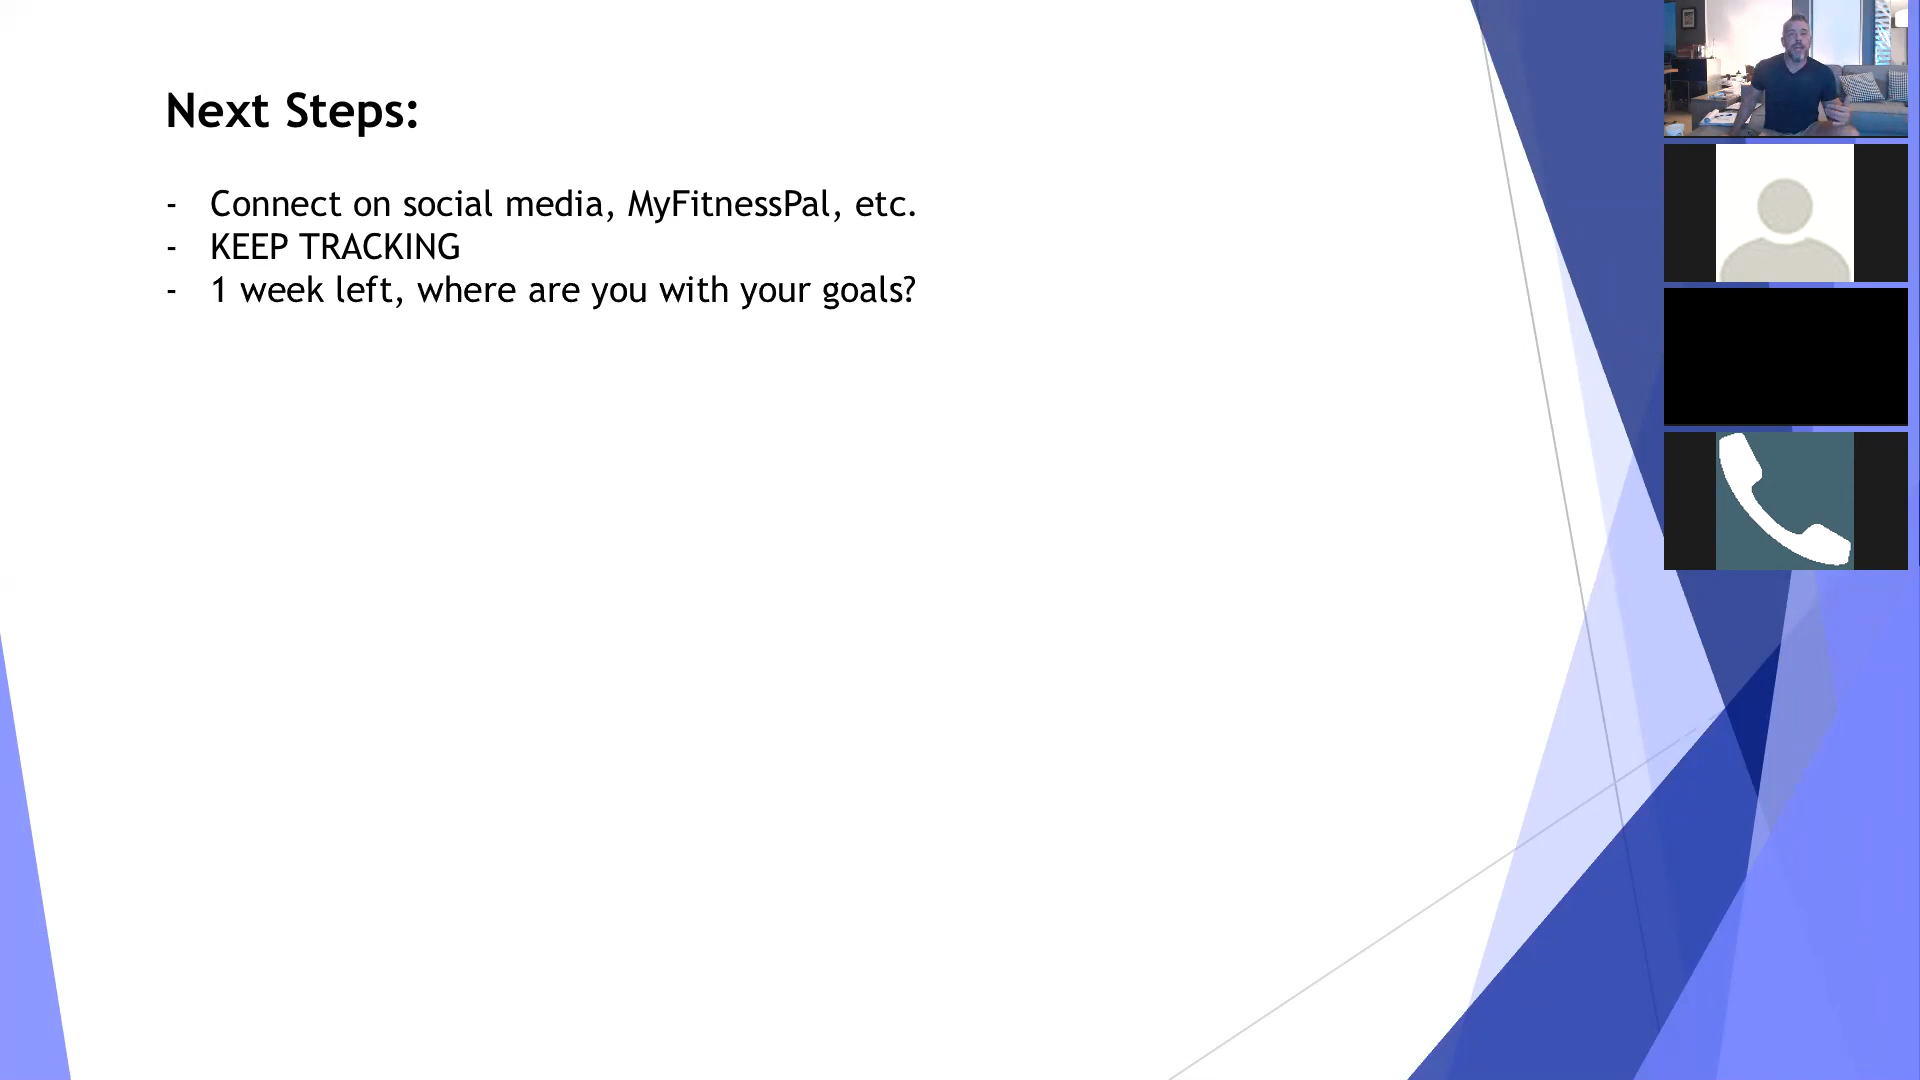 Next Steps:
- Connect on social media, MyFitnessPal, etc.
- KEEP TRACKING
- 1 week left, where are you with your goals?